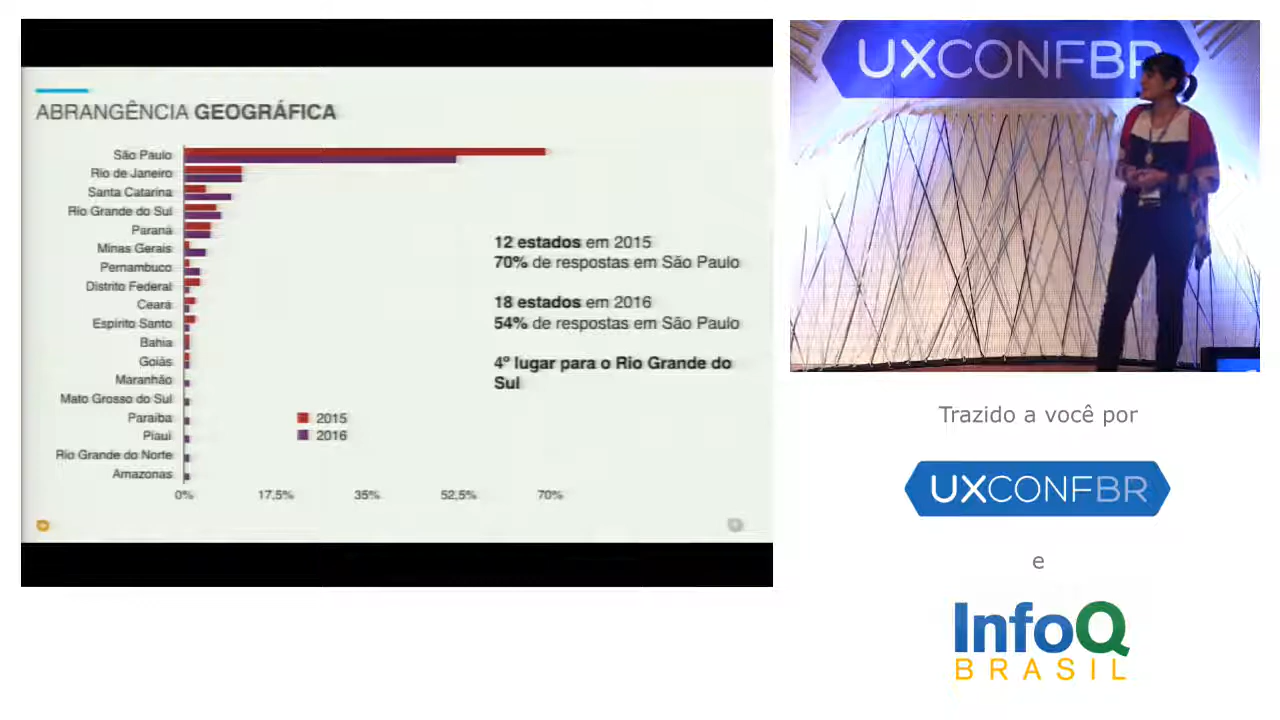 ABRANGÊNCIA GEOGRÁFICA
São Paulo
Rio de Janeiro
Santa Catarina
Rio Grande do Sul
Paraná
Minas Gerais
Pernambuco
Distrito Federal
Ceará
Espírito Santo
Bahia
Goiás
Maranhão
Mato Grosso do Sul
Paraíba
Piauí
Rio Grande do Norte
Amazonas
0%
17,5%
35%
52,5%
70%
2015
2016
12 estados em 2015
70% de respostas em São Paulo
18 estados em 2016
54% de respostas em São Paulo
4º lugar para o Rio Grande do
Sul
UXCONFBR
Trazido a você por
UXCONFBR
e
InfoQ
BRASIL